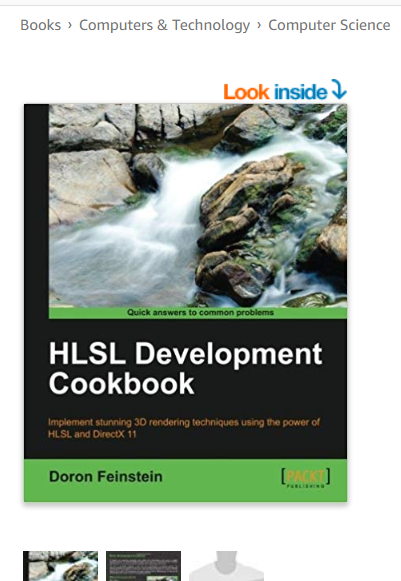 Books › Computers & Technology › Computer Science
Look inside
Quick answers to common problems
HLSL Development
Cookbook
Implement stunning 3D rendering techniques using the power of
HLSL and DirectX 11
Doron Feinstein
[PACKT]
PUBLISHING